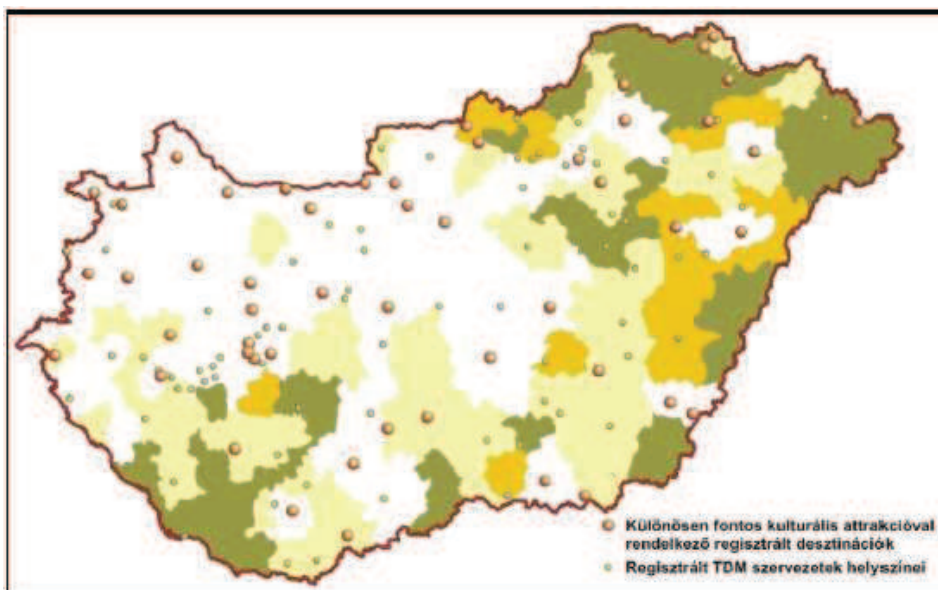 Különösen fontos kulturális attrakcióval
rendelkező regisztrált desztinációk
Regisztrált TDM szervezetek helyszínei